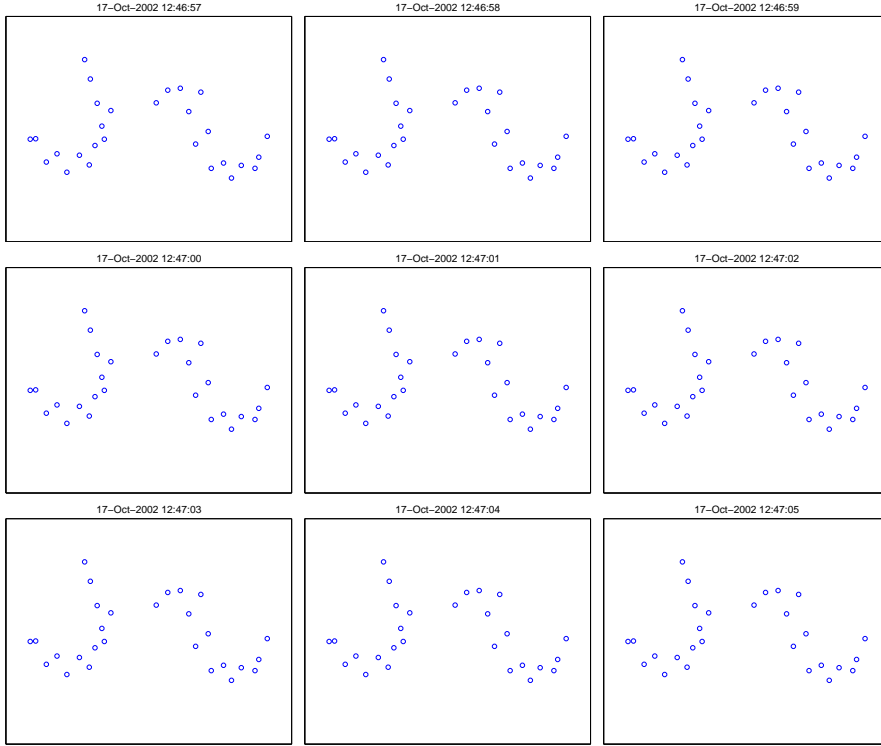 17−Oct−2002 12:46:57
17−Oct−2002 12:46:58
17−Oct−2002 12:46:59
17−Oct−2002 12:47:00
17−Oct−2002 12:47:01
17−Oct−2002 12:47:02
17−Oct−2002 12:47:03
17−Oct−2002 12:47:04
17−Oct−2002 12:47:05